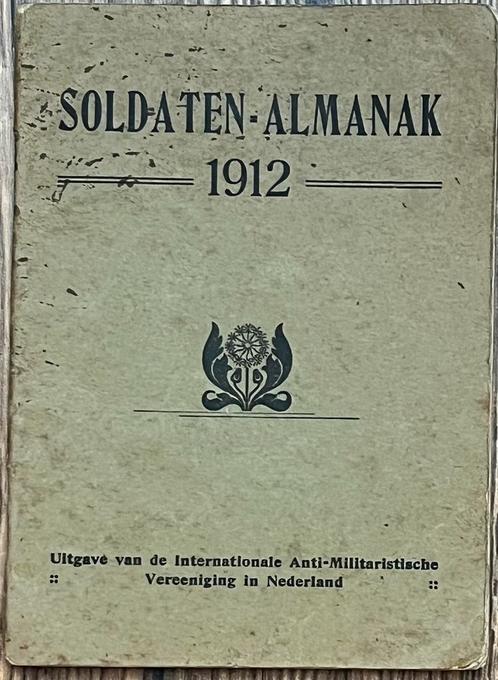 SOLDATEN-ALMANAK
1912
Uitgave van de Internationale Anti-Militaristische
:: Vereeniging in Nederland ::